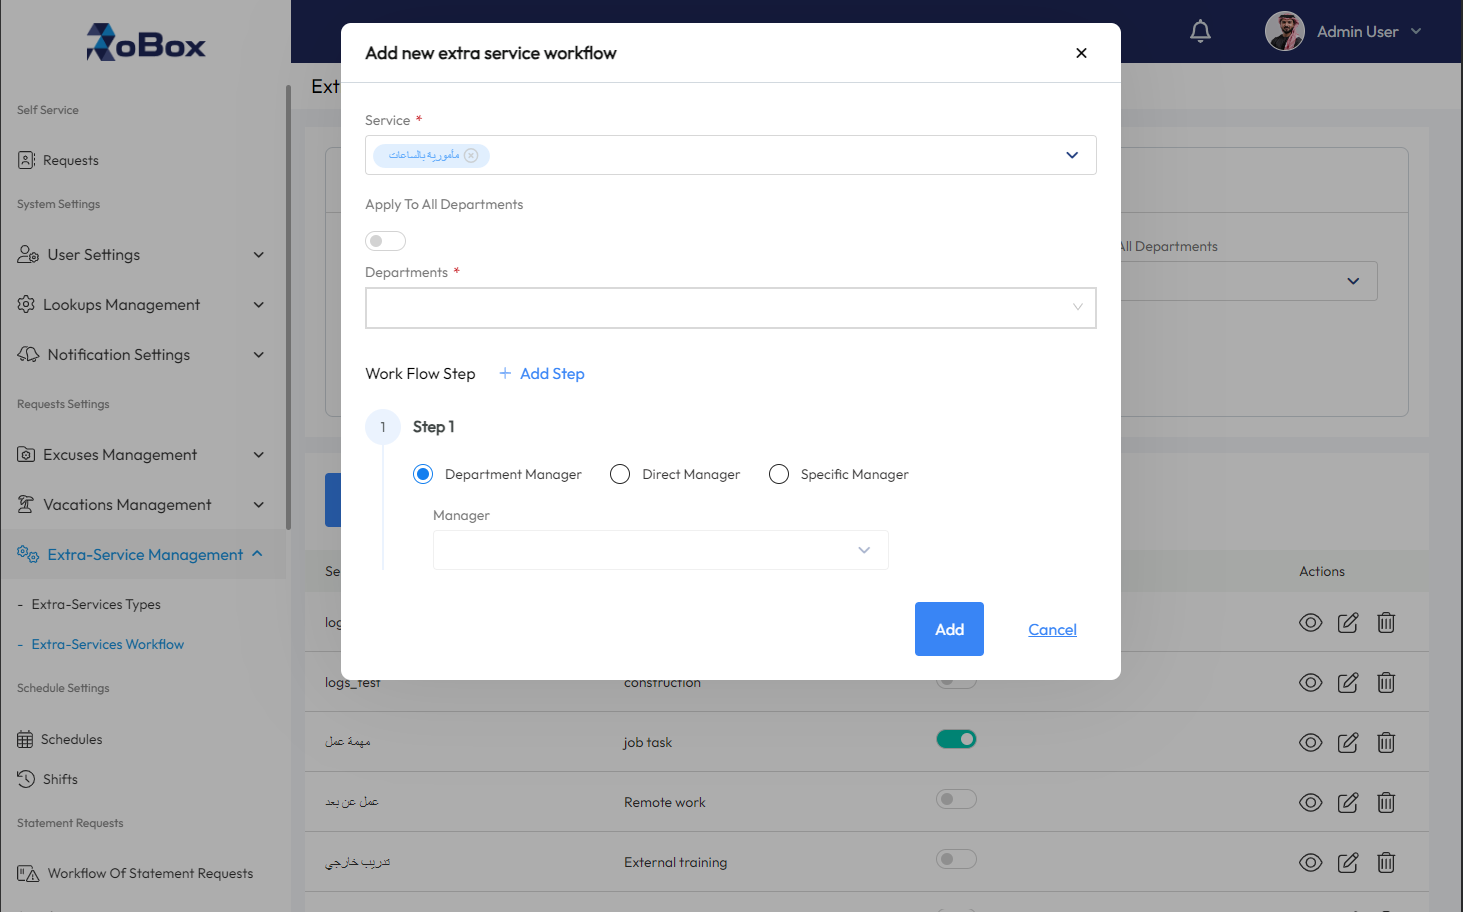 RoBox
Admin User
Self Service
Requests
System Settings
User Settings
Lookups Management
Notification Settings
Requests Settings
Excuses Management
Vacations Management
Extra-Service Management
- Extra-Services Types
- Extra-Services Workflow
Schedule Settings
Schedules
Shifts
Statement Requests
Workflow Of Statement Requests
Ext
Add new extra service workflow
Service *
مأمورية بالساعات
Apply To All Departments
Departments *
Work Flow Step + Add Step
1 Step 1
Department Manager Direct Manager Specific Manager
Manager
Add Cancel
All Departments
Se Actions
log
logs_test construction
مهمة عمل job task
عمل عن بعد Remote work
تدريب خارجي External training